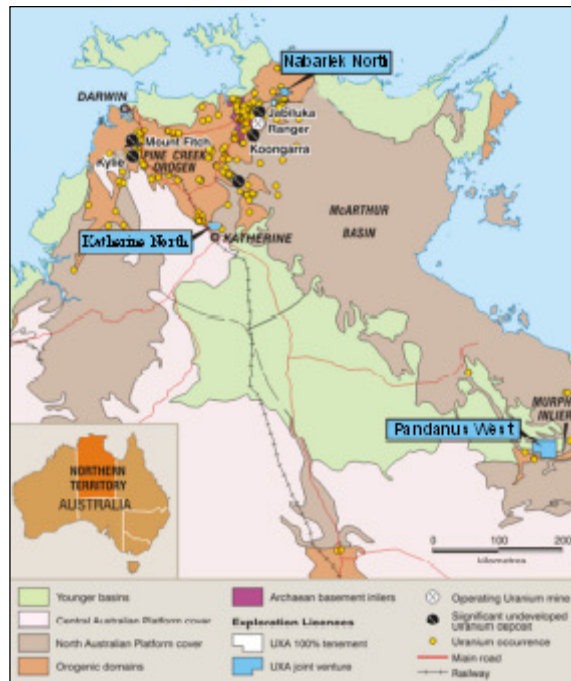 Nabarlek North
DARWIN
Jabiluka
Ranger
Mount Fitch
Koongarra
Kylie
PINE CREEK
OROGEN
McARTHUR
BASIN
Katherine North
KATHERINE
MURPHY
INLIER
Pandanus West
NORTHERN
TERRITORY
AUSTRALIA
0 100 200
kilometres
Younger basins
Central Australian Platform cover
North Australian Platform cover
Orogenic domains
Archaean basement inliers
Exploration Licenses
UXA 100% tenement
UXA joint venture
Operating Uranium mine
Significant undeveloped
Uranium deposit
Uranium occurrence
Main road
Railway